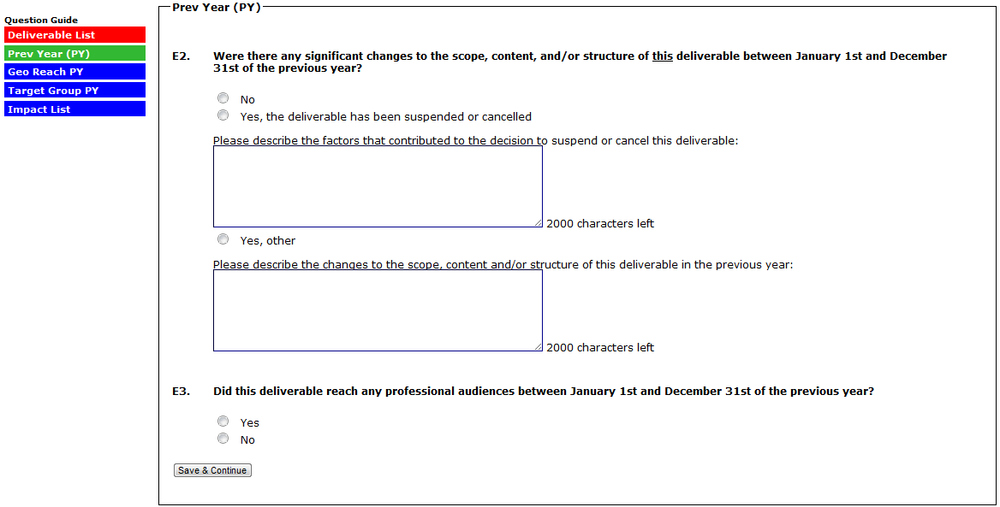 Question Guide
Deliverable List
Prev Year (PY)
Geo Reach PY
Target Group PY
Impact List
Prev Year (PY)
E2. Were there any significant changes to the scope, content, and/or structure of this deliverable between January 1st and December
31st of the previous year?
No
Yes, the deliverable has been suspended or cancelled
Please describe the factors that contributed to the decision to suspend or cancel this deliverable:
2000 characters left
Yes, other
Please describe the changes to the scope, content and/or structure of this deliverable in the previous year:
2000 characters left
E3. Did this deliverable reach any professional audiences between January 1st and December 31st of the previous year?
Yes
No
Save & Continue